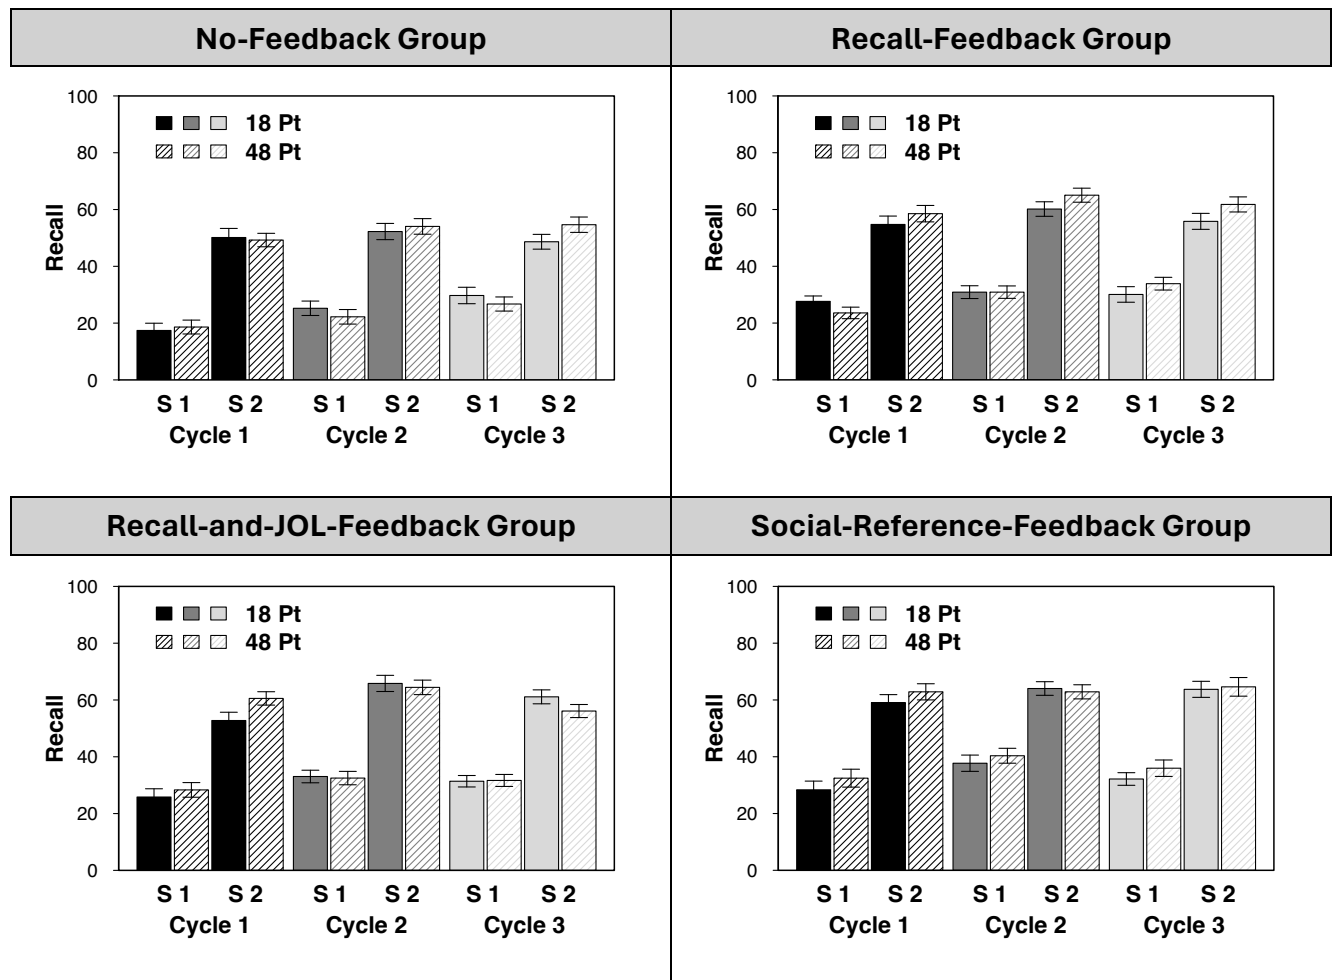 No-Feedback Group
Recall-Feedback Group
100
80
60
40
20
0
Recall
18 Pt
48 Pt
S 1 S 2 S 1 S 2 S 1 S 2
Cycle 1 Cycle 2 Cycle 3
100
80
60
40
20
0
Recall
18 Pt
48 Pt
S 1 S 2 S 1 S 2 S 1 S 2
Cycle 1 Cycle 2 Cycle 3
Recall-and-JOL-Feedback Group
Social-Reference-Feedback Group
100
80
60
40
20
0
Recall
18 Pt
48 Pt
S 1 S 2 S 1 S 2 S 1 S 2
Cycle 1 Cycle 2 Cycle 3
100
80
60
40
20
0
Recall
18 Pt
48 Pt
S 1 S 2 S 1 S 2 S 1 S 2
Cycle 1 Cycle 2 Cycle 3